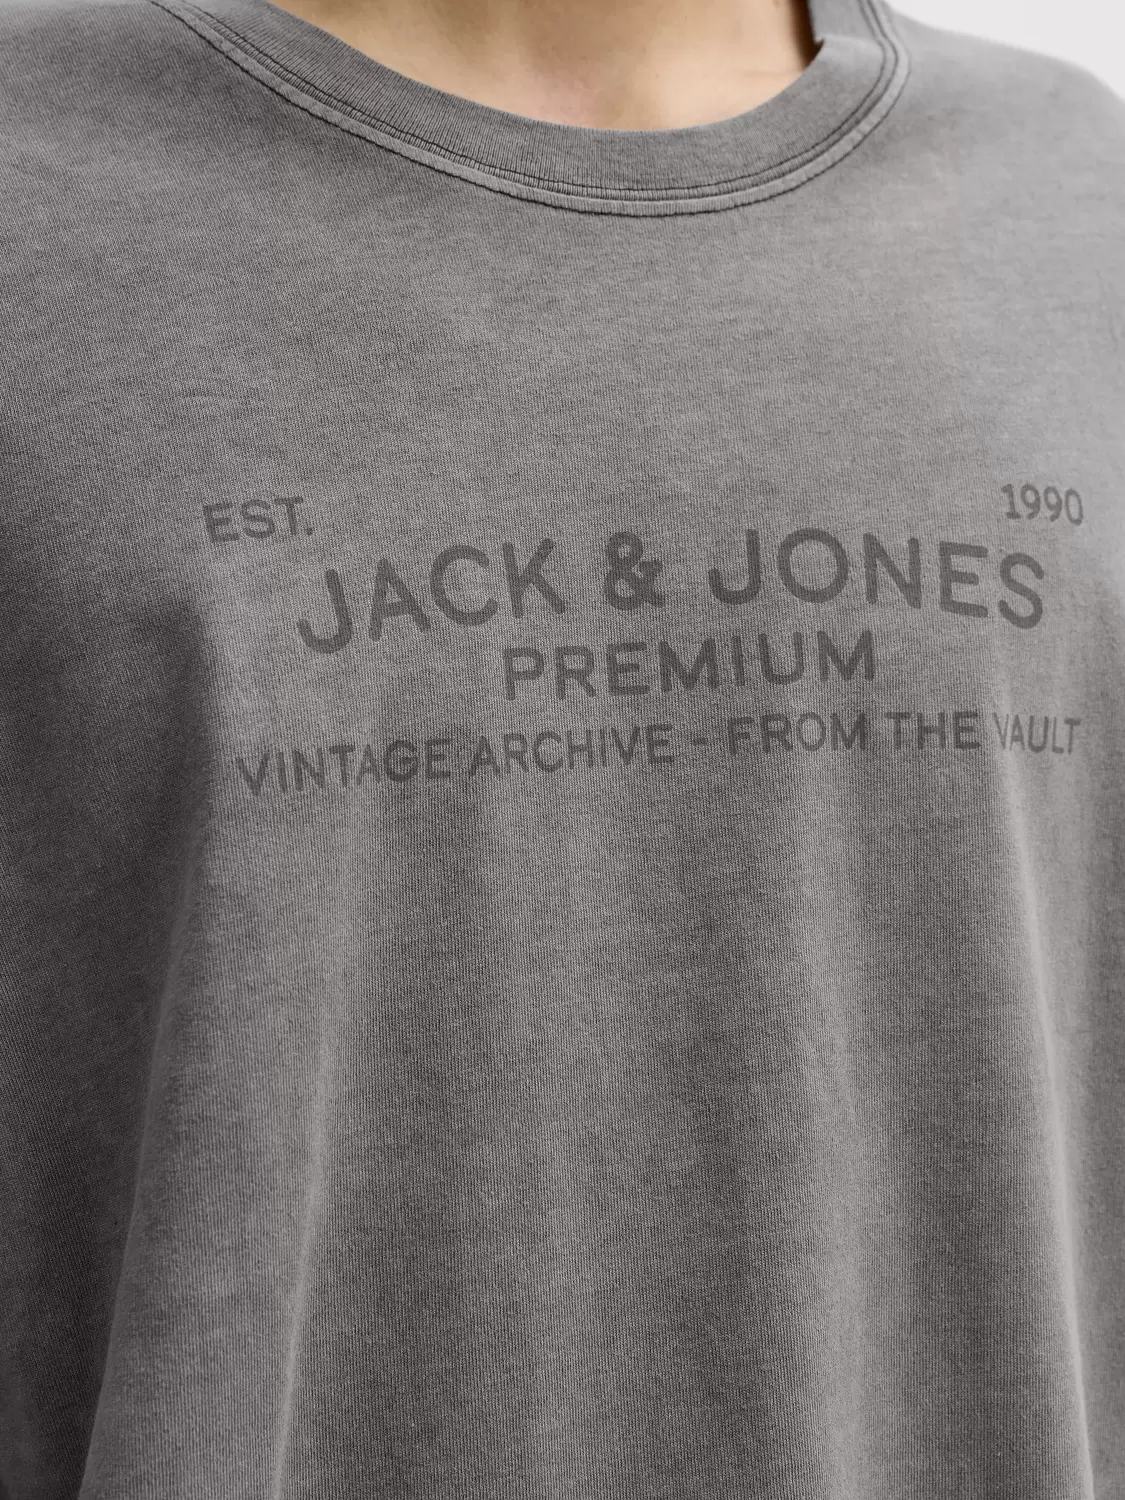 EST. 1990
JACK & JONES
PREMIUM
VINTAGE ARCHIVE - FROM THE VAULT